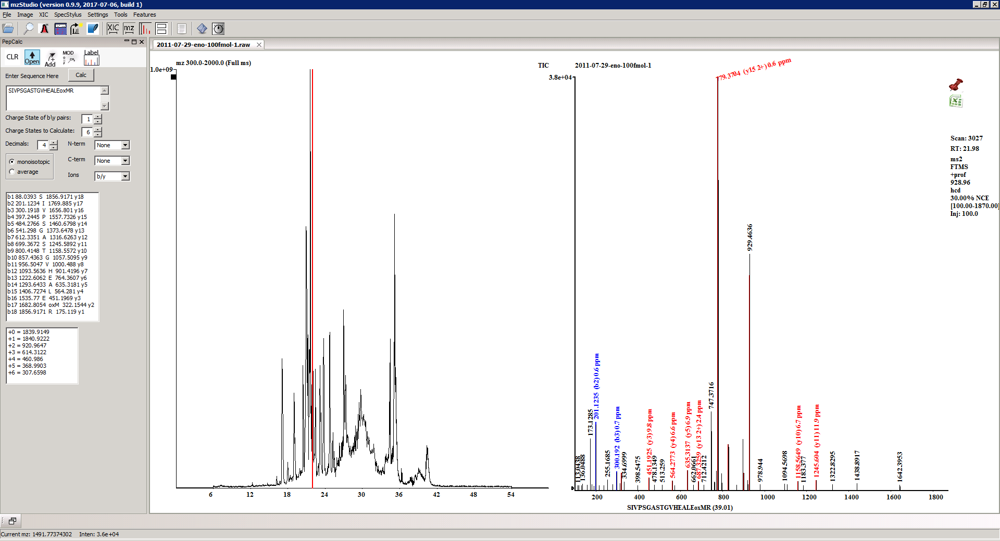 mzStudio (version 0.9.9, 2017-07-06, build 1)
File Image XIC SpecStylus Settings Tools Features
XIC mz
PepCalc
CLR Open Add MOD Label
Enter Sequence Here Calc
SIVPSGASTGVHEALEoxMR
Charge State of b\y pairs: 1
Charge States to Calculate: 6
Decimals: 4 N-term None
monoisotopic C-term None
average Ions b/y
b1 88.0393 S 1856.9171 y18
b2 201.1234 I 1769.885 y17
b3 300.1918 V 1656.801 y16
b4 397.2445 P 1557.7326 y15
b5 484.2766 S 1460.6798 y14
b6 541.298 G 1373.6478 y13
b7 612.3351 A 1316.6263 y12
b8 699.3672 S 1245.5892 y11
b9 800.4148 T 1158.5572 y10
b10 857.4363 G 1057.5095 y9
b11 956.5047 V 1000.488 y8
b12 1093.5636 H 901.4196 y7
b13 1222.6062 E 764.3607 y6
b14 1293.6433 A 635.3181 y5
b15 1406.7274 L 564.281 y4
b16 1535.77 E 451.1969 y3
b17 1682.8054 oxM 322.1544 y2
b18 1856.9171 R 175.119 y1
+0 = 1839.9149
+1 = 1840.9222
+2 = 920.9647
+3 = 614.3122
+4 = 460.986
+5 = 368.9903
+6 = 307.6598
2011-07-29-eno-100fmol-1.raw
mz 300.0-2000.0 (Full ms)
1.0e+09
6 12 18 24 30 36 42 48 54
TIC 2011-07-29-eno-100fmol-1
3.8e+04
779.3704 (y15 2+) 0.6 ppm
113.0438
136.0488
173.1285
201.1235 (b2) 0.6 ppm
255.1685
300.192 (b3) 0.7 ppm
334.6999
398.5475
451.1925 (y3) 9.8 ppm
478.1349
513.259
564.2773 (y4) 6.6 ppm
635.3137 (y5) 6.9 ppm
662.0661
687.3259 (y13 2+) 2.4 ppm
712.4212
747.3716
929.4636
978.944
1094.5698
1158.5649 (y10) 6.7 ppm
1183.377
1245.604 (y11) 11.9 ppm
1322.8295
1438.8917
1642.3953
200 400 600 800 1000 1200 1400 1600 1800
SIVPSGASTGVHEALEoxMR (39.01)
Scan: 3027
RT: 21.98
ms2
FTMS
+prof
928.96
hcd
30.00% NCE
[100.00-1870.00]
Inj: 100.0
Current mz: 1491.77374302 Inten: 3.6e+04